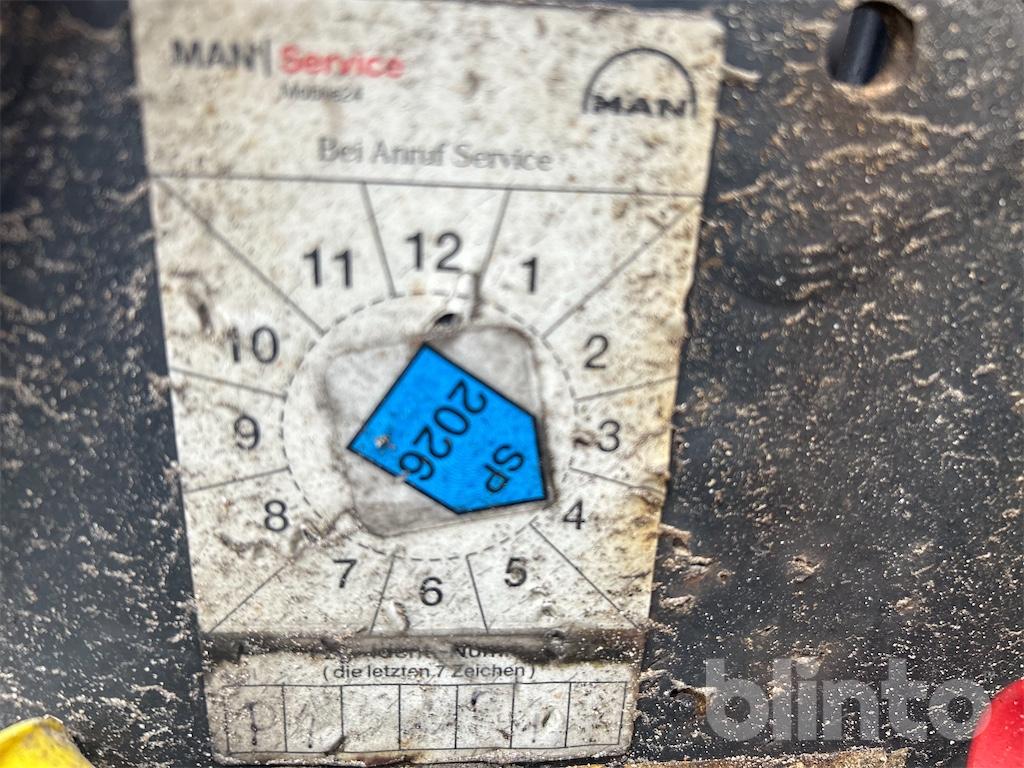 MAN | Service
Mobile24
MAN
Bei Anruf Service
12
11
1
10
2
9
3
8
4
7
5
6
SP
2026
(die letzten 7 Zeichen)
blinto